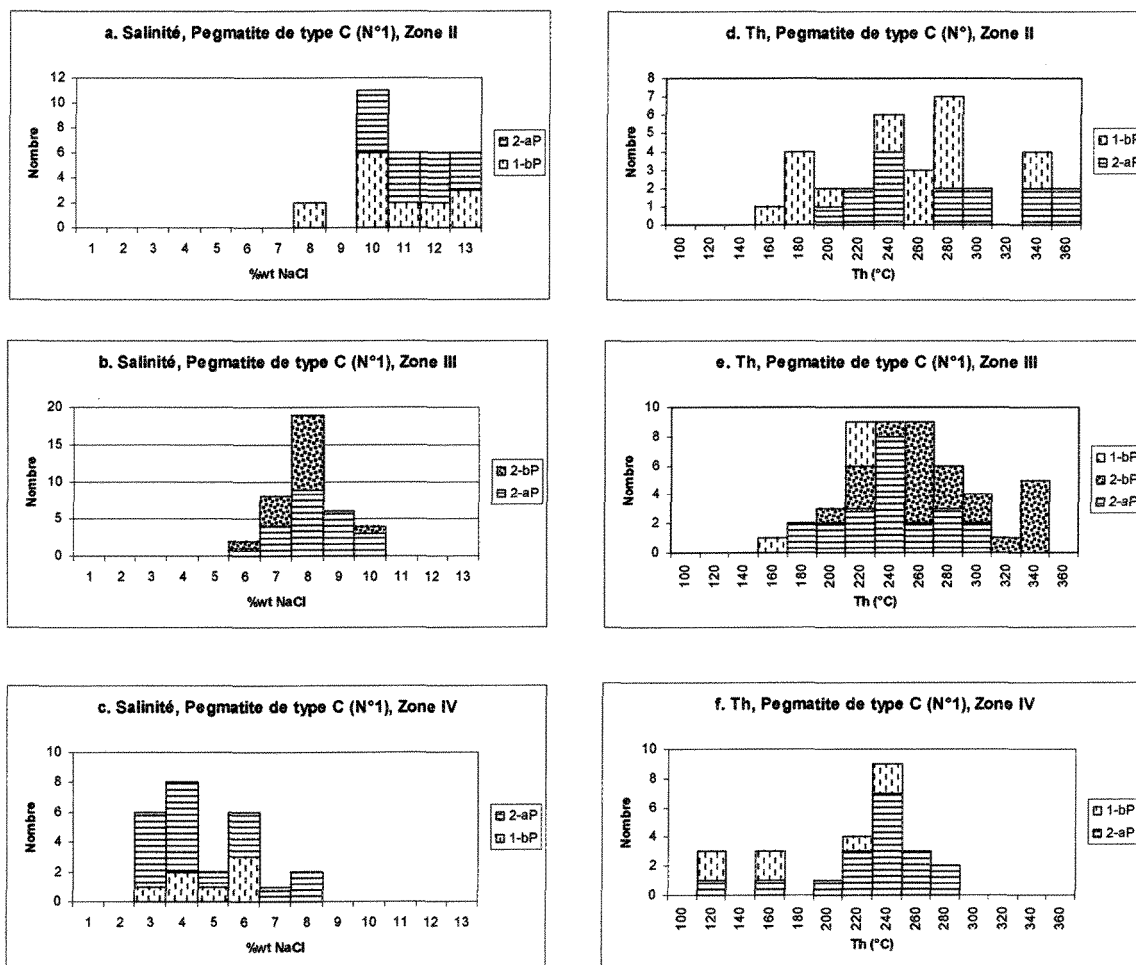 a. Salinité, Pegmatite de type C (N°1), Zone II
12
10
8
6
4
2
0
Nombre
1 2 3 4 5 6 7 8 9 10 11 12 13
%wt NaCl
2-aP
1-bP
d. Th, Pegmatite de type C (N°), Zone II
8
7
6
5
4
3
2
1
0
Nombre
100 120 140 160 180 200 220 240 260 280 300 320 340 360
Th (°C)
1-bP
2-aP
b. Salinité, Pegmatite de type C (N°1), Zone III
20
15
10
5
0
Nombre
1 2 3 4 5 6 7 8 9 10 11 12 13
%wt NaCl
2-bP
2-aP
e. Th, Pegmatite de type C (N°1), Zone III
10
8
6
4
2
0
Nombre
100 120 140 160 180 200 220 240 260 280 300 320 340 360
Th (°C)
1-bP
2-bP
2-aP
c. Salinité, Pegmatite de type C (N°1), Zone IV
10
8
6
4
2
0
Nombre
1 2 3 4 5 6 7 8 9 10 11 12 13
%wt NaCl
2-aP
1-bP
f. Th, Pegmatite de type C (N°1), Zone IV
10
8
6
4
2
0
Nombre
100 120 140 160 180 200 220 240 260 280 300 320 340 360
Th (°C)
1-bP
2-aP